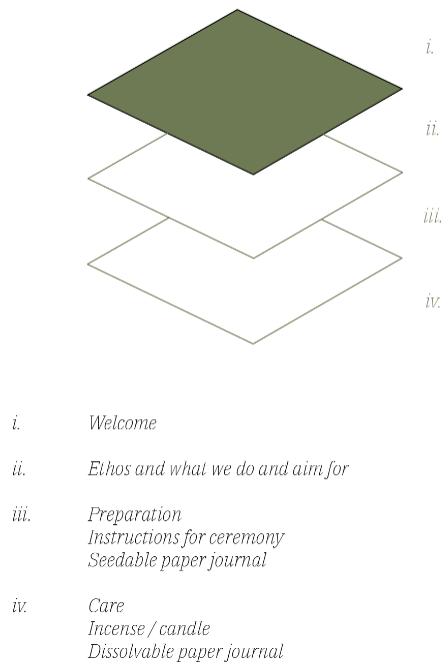 i.
ii.
iii.
iv.
i. Welcome
ii. Ethos and what we do and aim for
iii. Preparation
Instructions for ceremony
Seedable paper journal
iv. Care
Incense / candle
Dissolvable paper journal